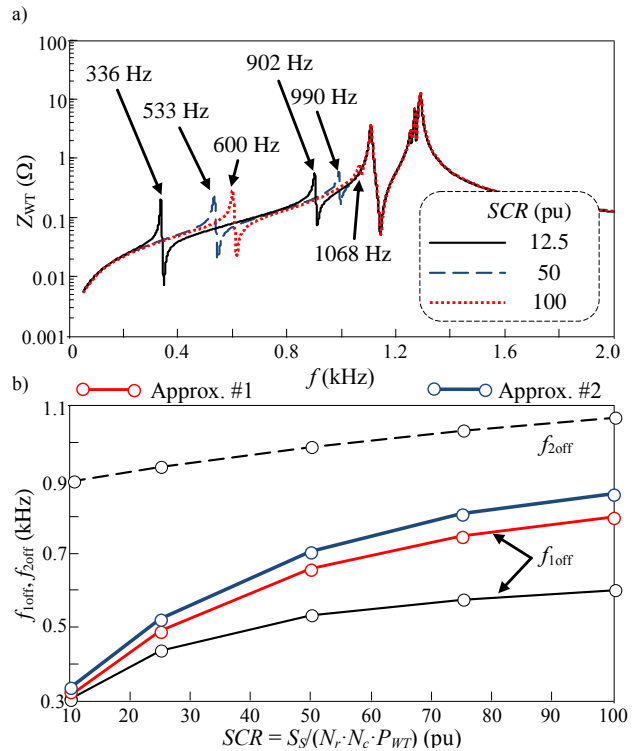 a)
100
10
1
0.1
0.01
0.001
Z_WT (Ω)
336 Hz
533 Hz
600 Hz
902 Hz
990 Hz
1068 Hz
SCR (pu)
12.5
50
100
0
0.4
0.8
1.2
1.6
2.0
f (kHz)
b)
Approx. #1
Approx. #2
1.1
0.9
0.7
0.5
0.3
f_1off, f_2off (kHz)
f_2off
f_1off
10
20
30
40
50
60
70
80
90
100
SCR = S_S/(N_r·N_c·P_WT) (pu)